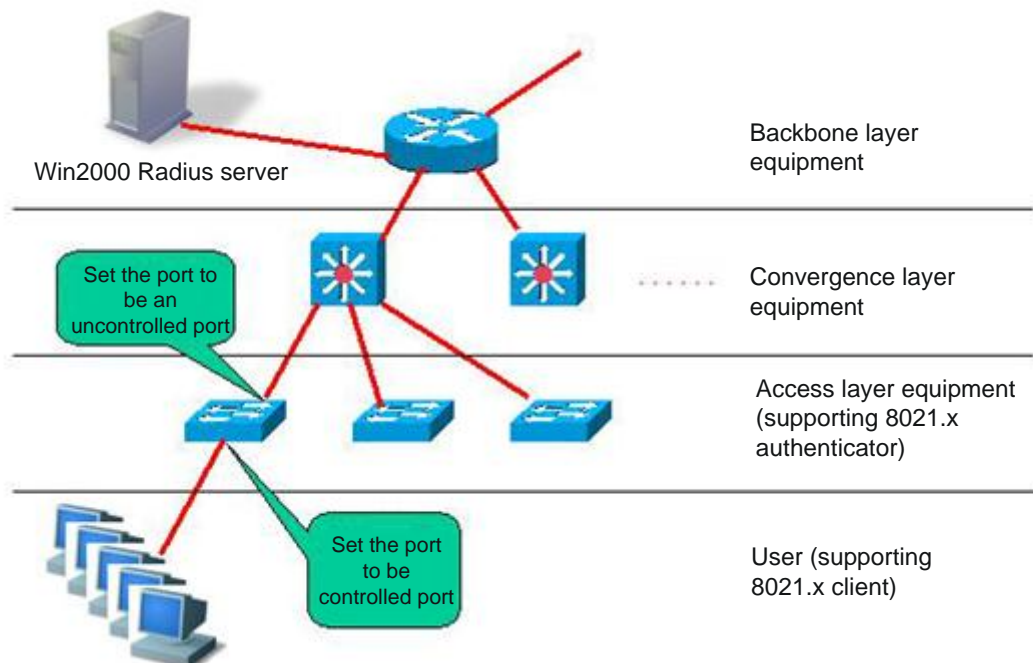 Win2000 Radius server
Backbone layer
equipment
Set the port to
be an
uncontrolled port
Convergence layer
equipment
Access layer equipment
(supporting 8021.x
authenticator)
Set the port
to be
controlled port
User (supporting
8021.x client)